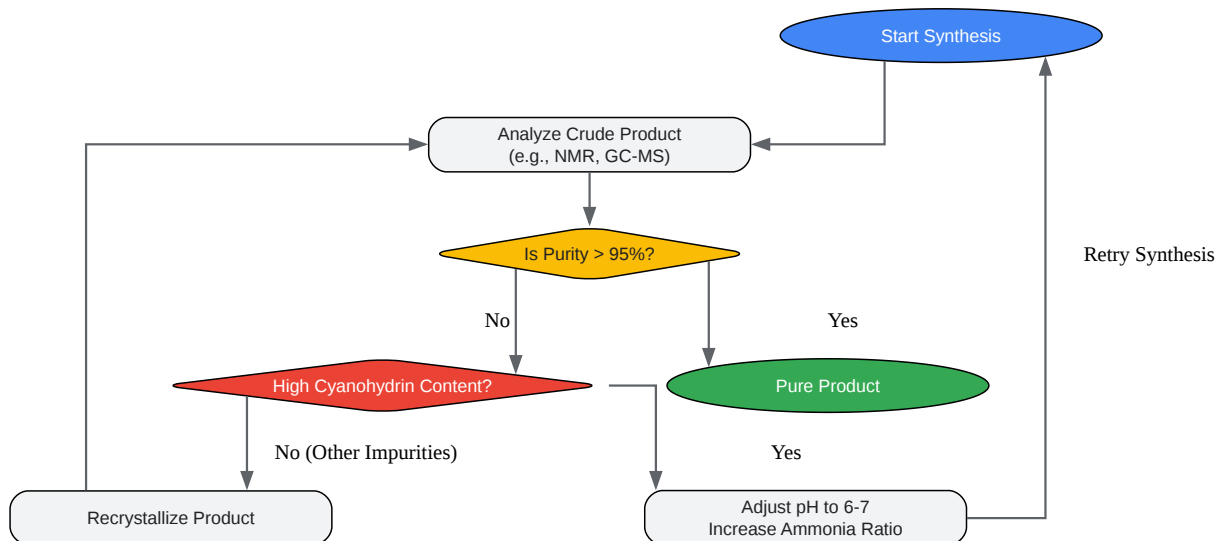 Start Synthesis
Analyze Crude Product
(e.g., NMR, GC-MS)
Is Purity > 95%?
Retry Synthesis
No
Yes
High Cyanohydrin Content?
Pure Product
No (Other Impurities)
Yes
Recrystallize Product
Adjust pH to 6-7
Increase Ammonia Ratio